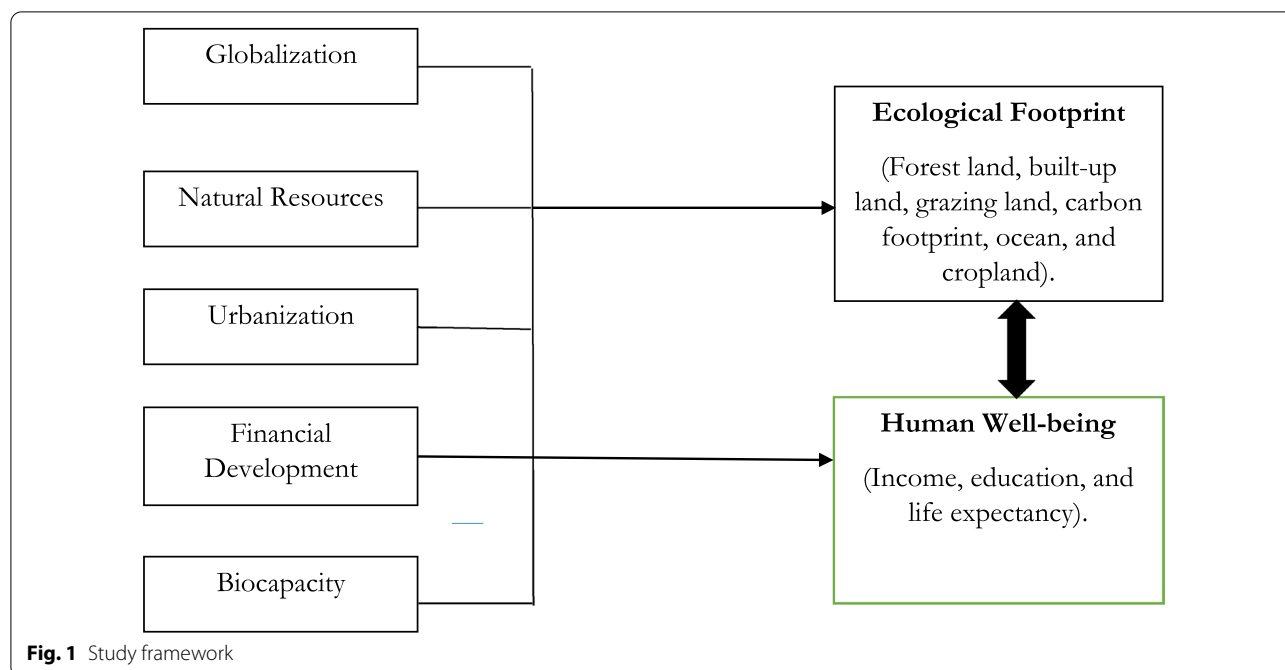 Globalization
Natural Resources
Urbanization
Financial
Development
Biocapacity
Ecological Footprint
(Forest land, built-up
land, grazing land, carbon
footprint, ocean, and
cropland).
Human Well-being
(Income, education, and
life expectancy).
Fig. 1 Study framework